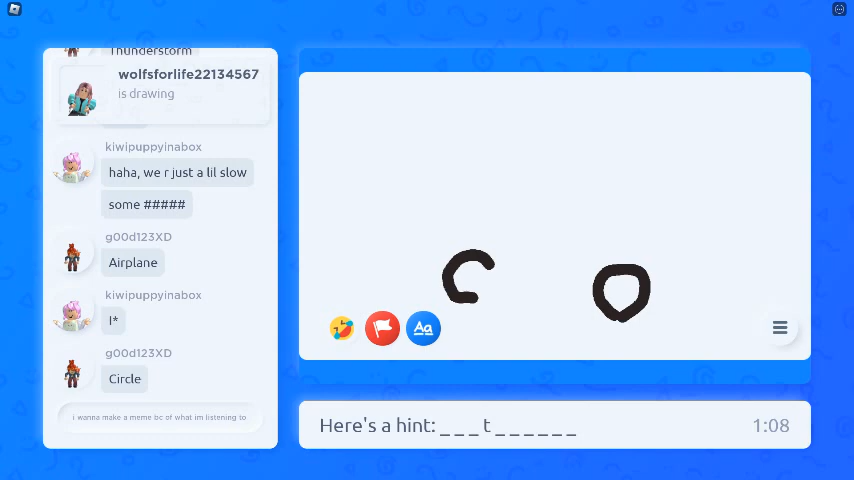 Thunderstorm
wolfsforlife22134567
is drawing
kiwipuppyinabox
haha, we r just a lil slow
some #####
g00d123XD
Airplane
kiwipuppyinabox
I*
g00d123XD
Circle
i wanna make a meme bc of what im listening to
Aa
Here's a hint: _ _ _ t _ _ _ _ _ _
1:08